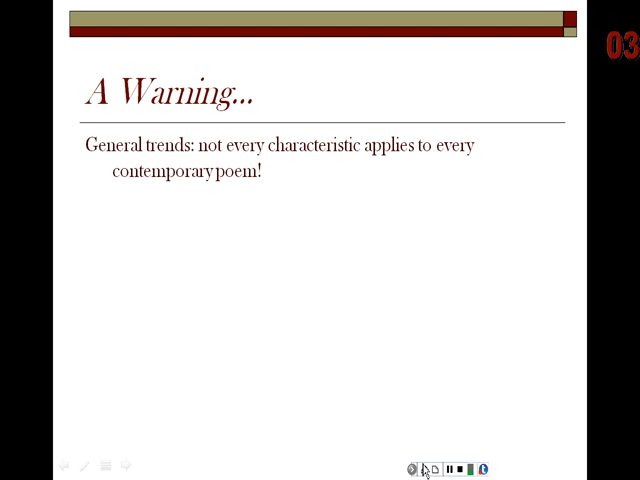 A Warning...
03
General trends: not every characteristic applies to every
contemporary poem!